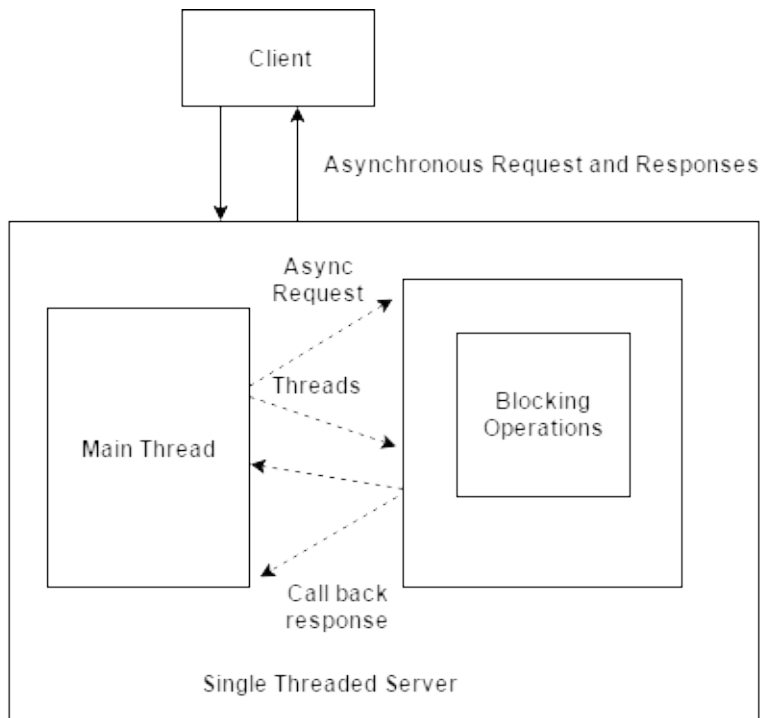 Client
Asynchronous Request and Responses
Async
Request
Threads
Blocking
Operations
Main Thread
Call back
response
Single Threaded Server